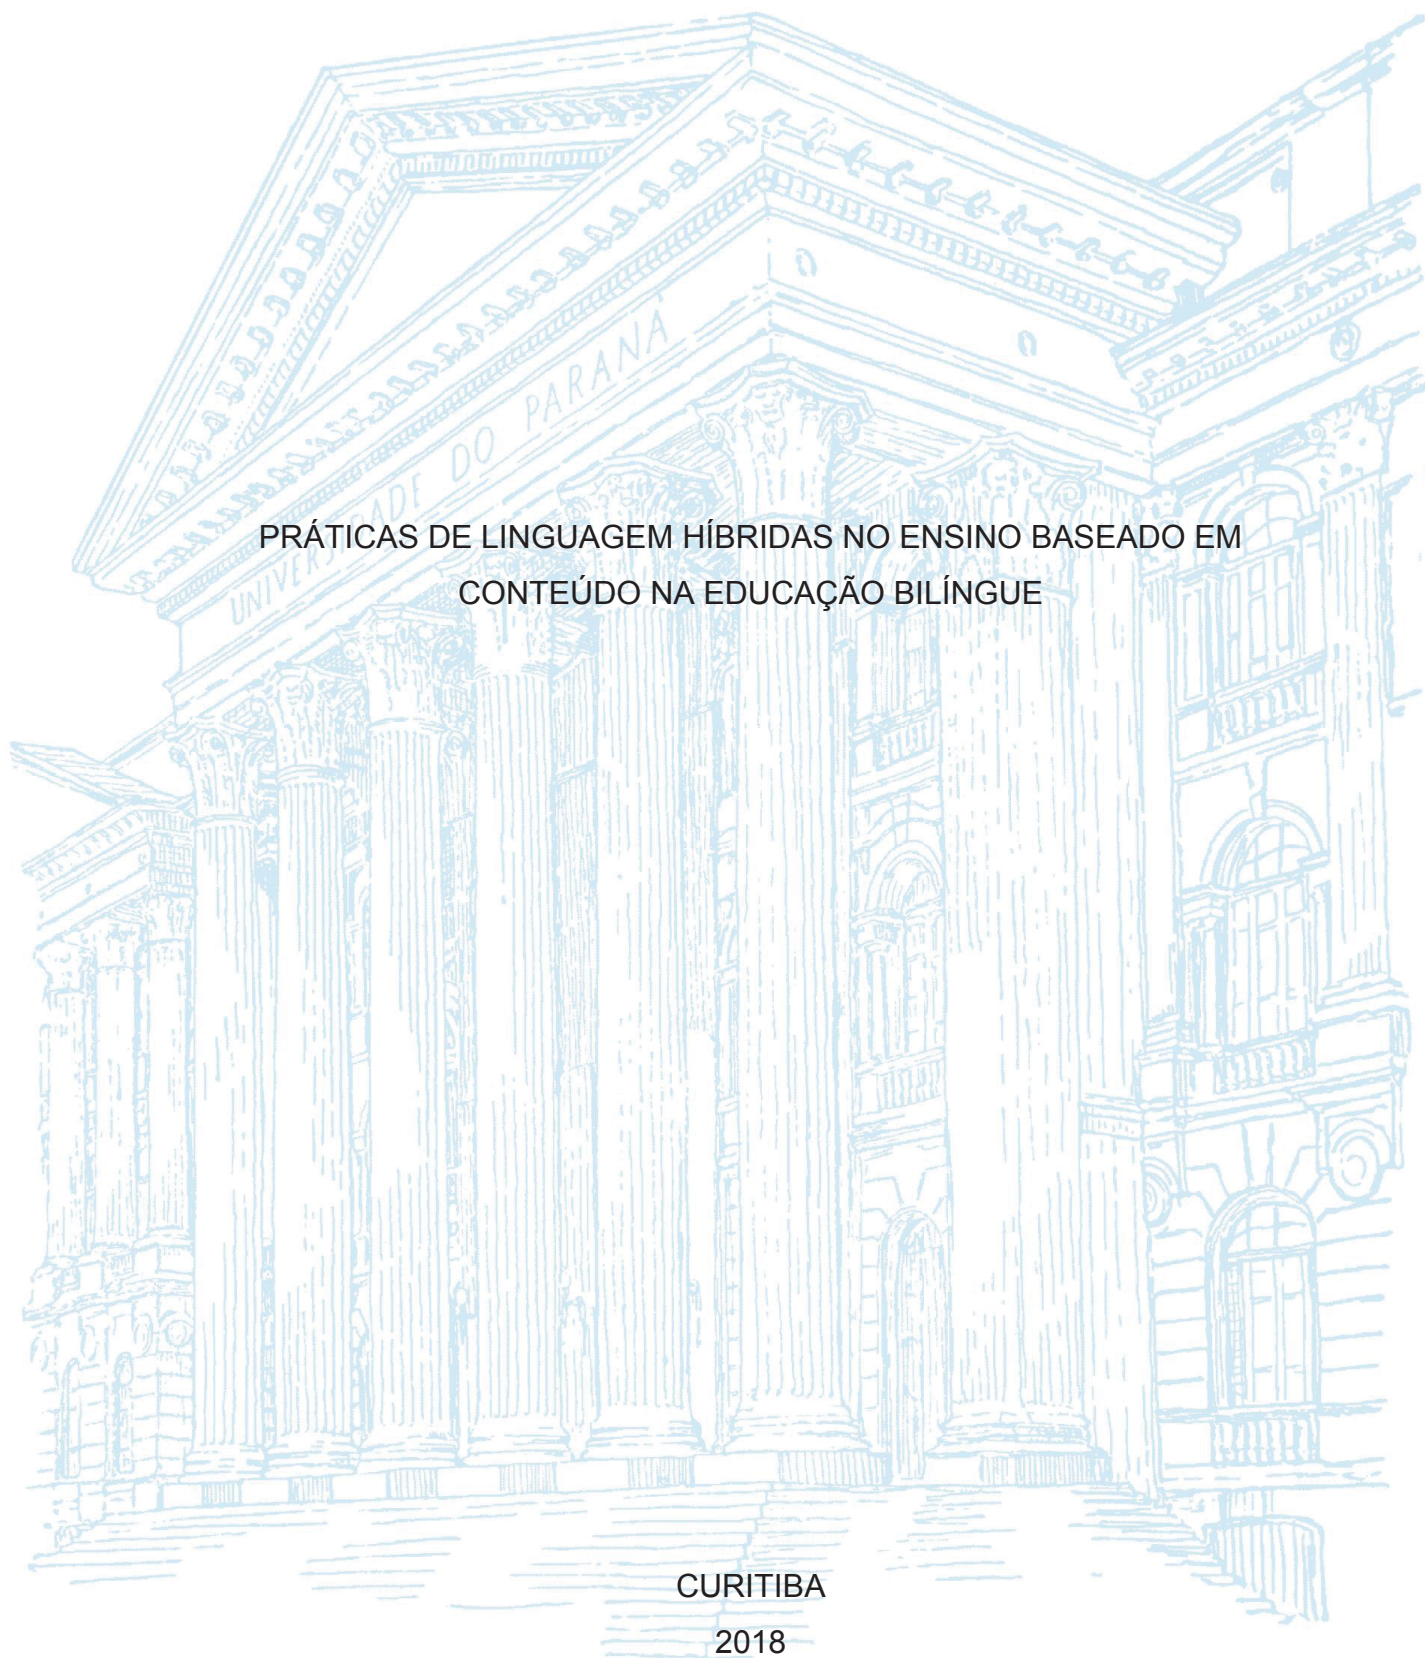 UNIVERSIDADE DO PARANÁ
PRÁTICAS DE LINGUAGEM HÍBRIDAS NO ENSINO BASEADO EM
CONTEÚDO NA EDUCAÇÃO BILÍNGUE
CURITIBA
2018